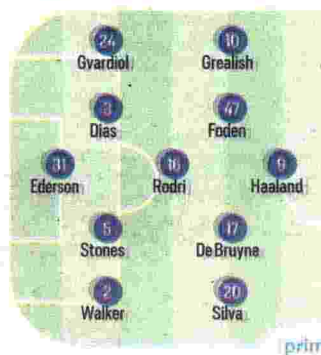 24 10
Gvardiol Grealish
3 47
Dias Foden
31 16 9
Ederson Rodri Haaland
5 17
Stones De Bruyne
2 20
Walker Silva
prim